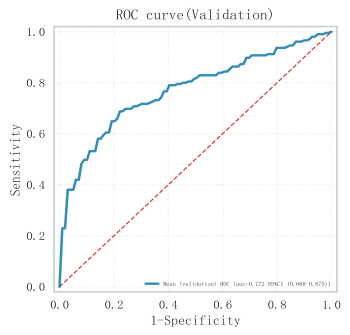 ROC curve(Validation)
1.0
0.8
0.6
0.4
0.2
0.0
Sensitivity
Mean (validation) ROC (auc=0.772 95%CI (0.668-0.875))
0.0 0.2 0.4 0.6 0.8 1.0
1-Specificity